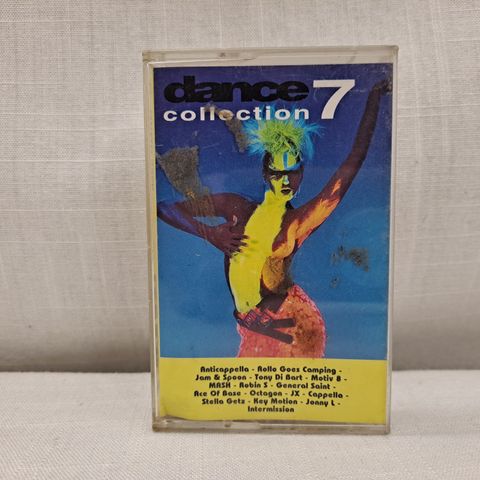 dance
collection 7
Anticappella - Rollo Goes Camping -
Jam & Spoon - Tony Di Bart - Motiv 8 -
MASH - Robin S - General Saint -
Ace Of Base - Octagon - JX - Cappella -
Stella Getz - Key Motion - Jonny L -
Intermission